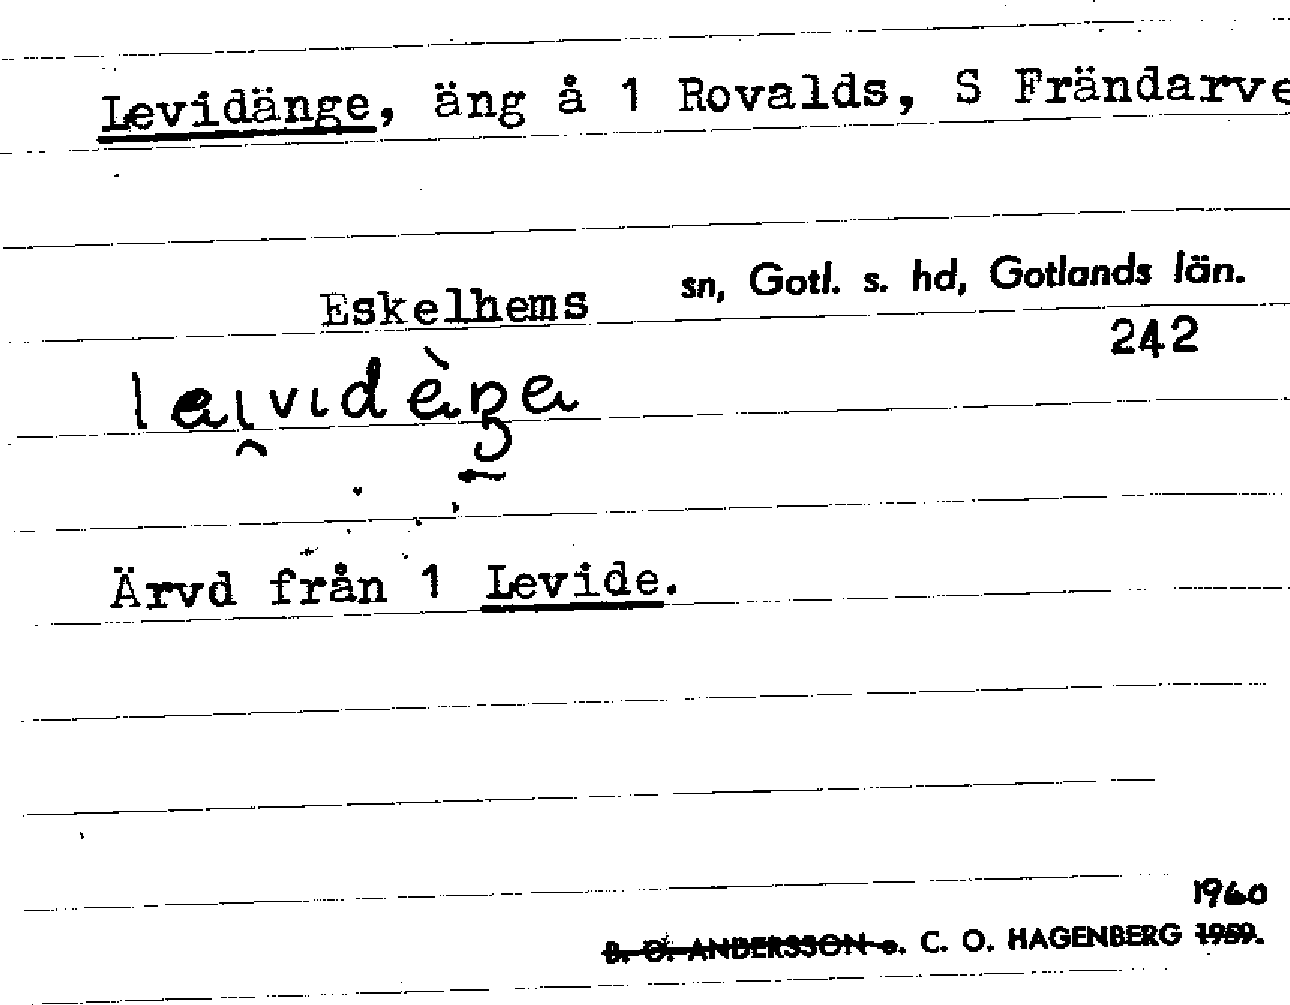 Levidänge, äng å 1 Rovalds, S Frändarve
Eskelhems sn, Gotl. s. hd, Gotlands län.
242
Ärvd från 1 Levide.
1960
B. O. ANDERSSON o. C. O. HAGENBERG 1959.